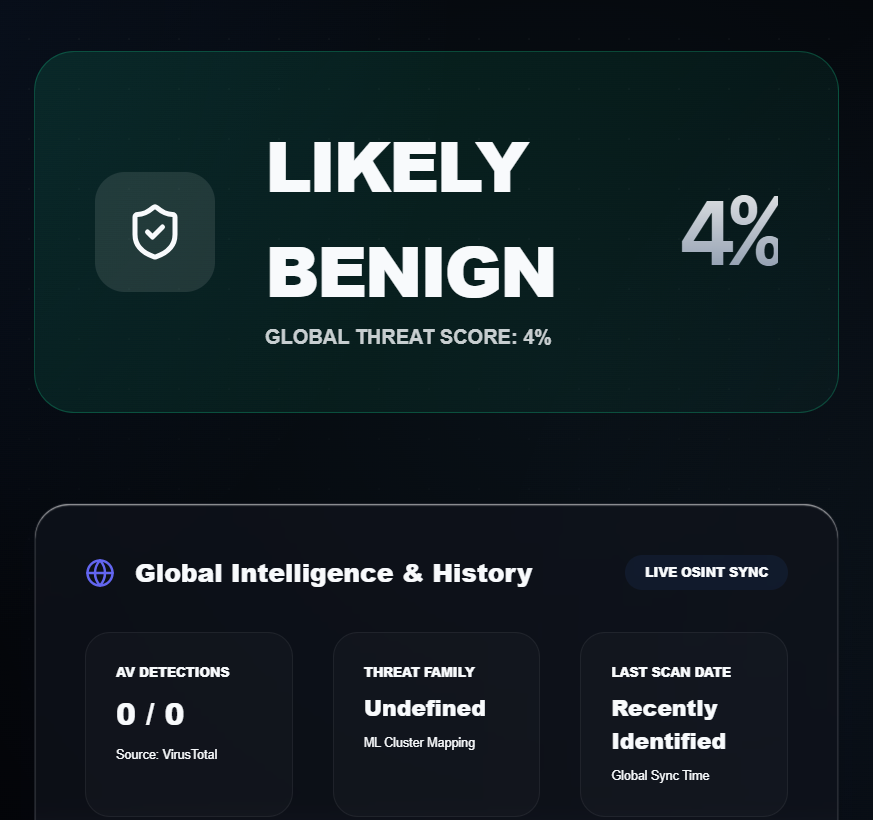 LIKELY
BENIGN
4%
GLOBAL THREAT SCORE: 4%
Global Intelligence & History
LIVE OSINT SYNC
AV DETECTIONS
0 / 0
Source: VirusTotal
THREAT FAMILY
Undefined
ML Cluster Mapping
LAST SCAN DATE
Recently
Identified
Global Sync Time